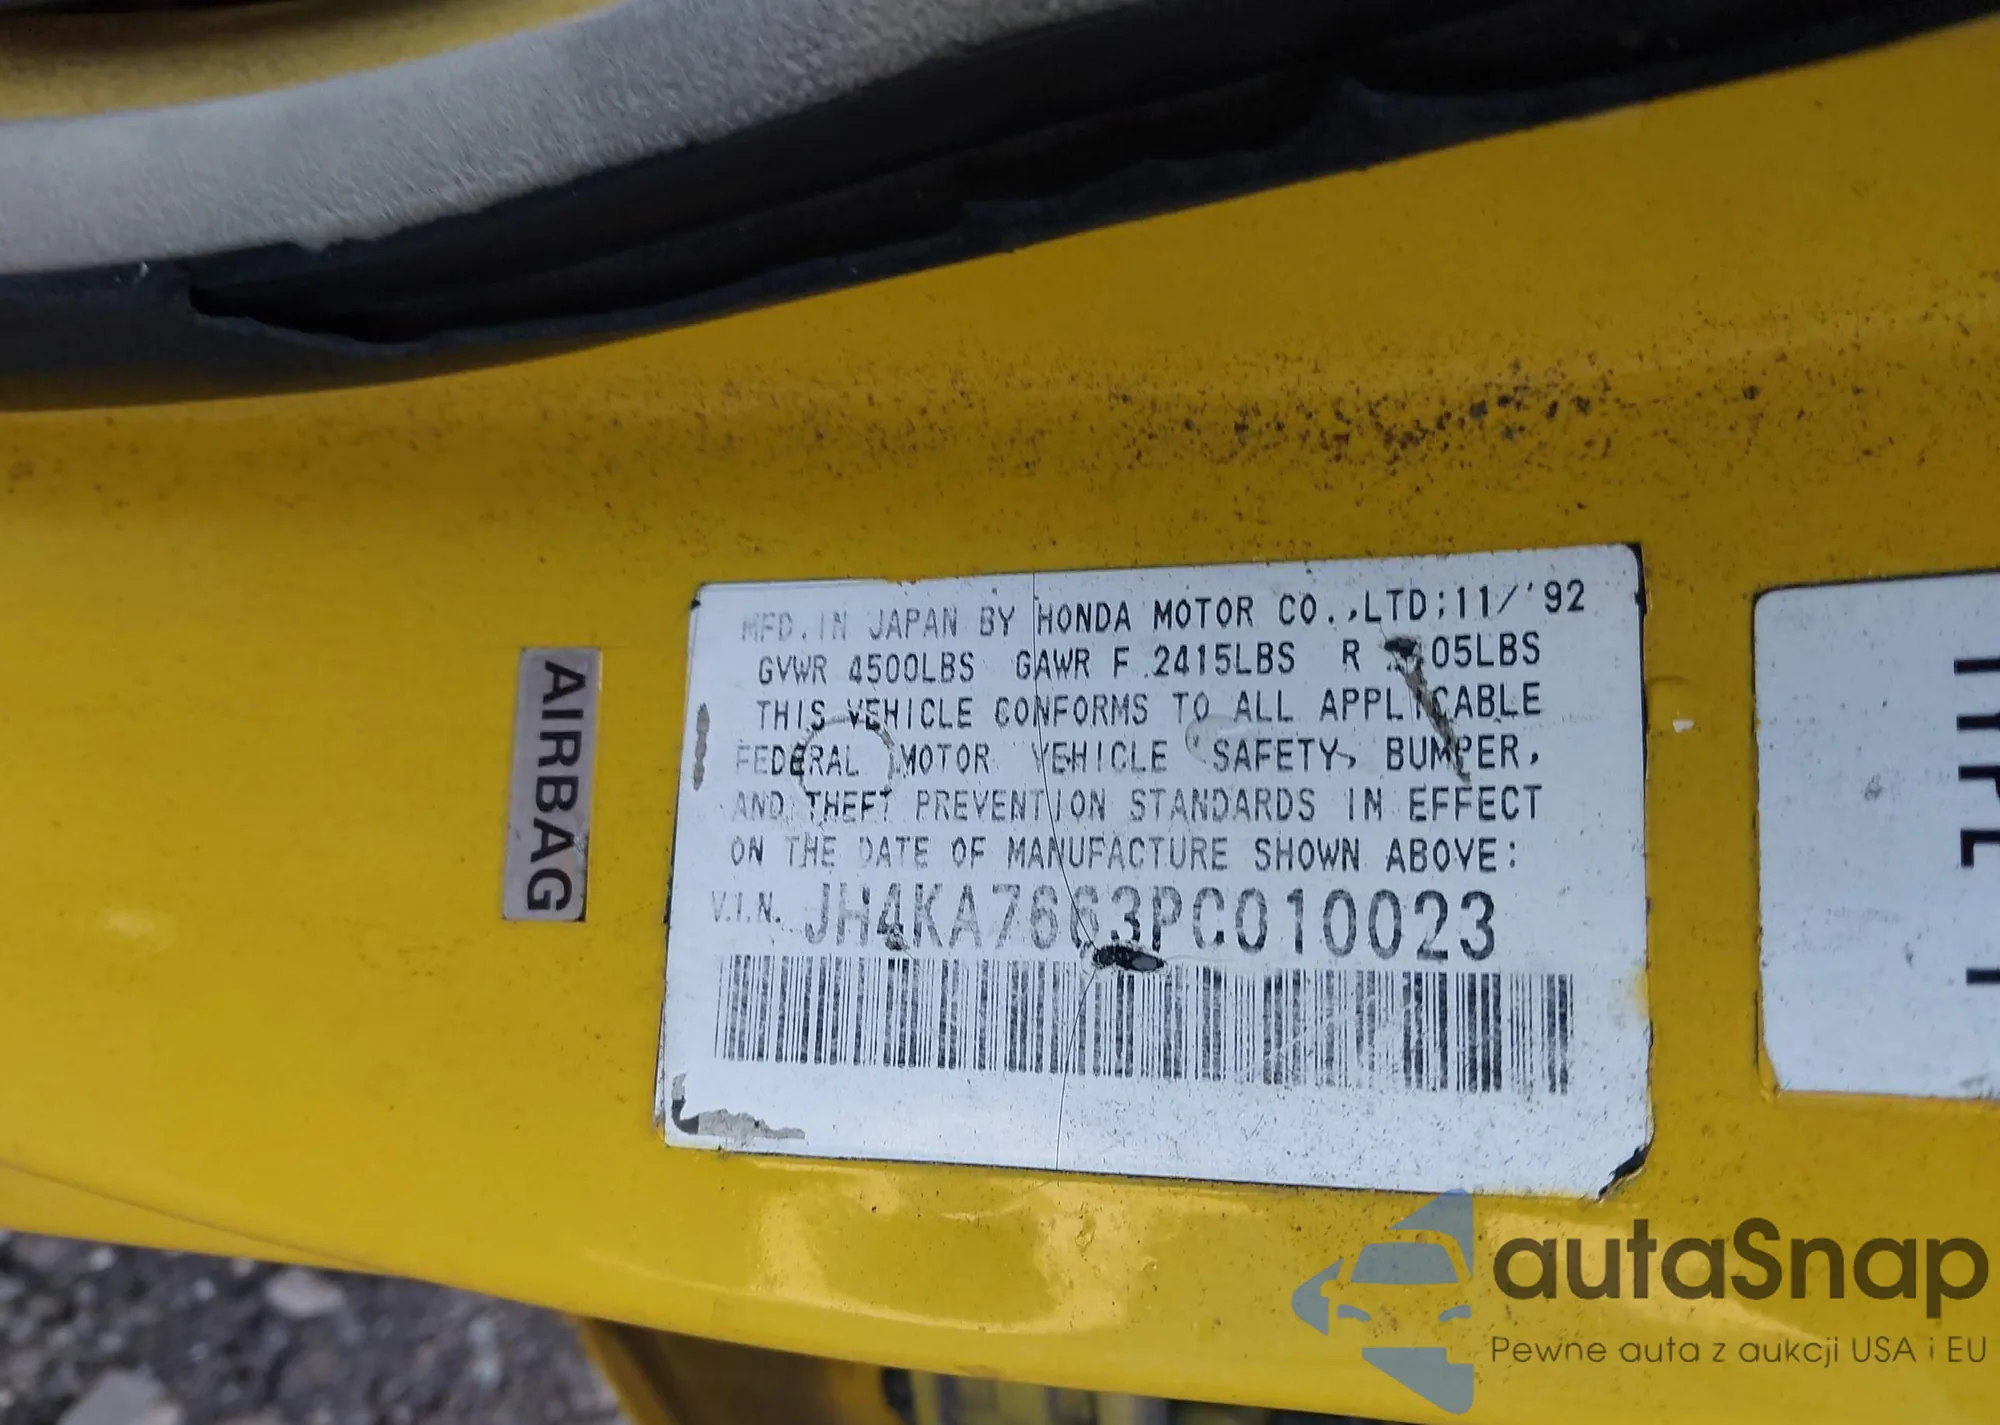 MFD. IN JAPAN BY HONDA MOTOR CO.,LTD;11/'92
GVWR 4500LBS GAWR F 2415LBS R 05LBS
THIS VEHICLE CONFORMS TO ALL APPLICABLE
FEDERAL MOTOR VEHICLE SAFETY, BUMPER,
AND THEFT PREVENTION STANDARDS IN EFFECT
ON THE DATE OF MANUFACTURE SHOWN ABOVE:
V.I.N. JH4KA7663PC010023
AIRBAG
autaSnap
Pewne auta z aukcji USA i EU